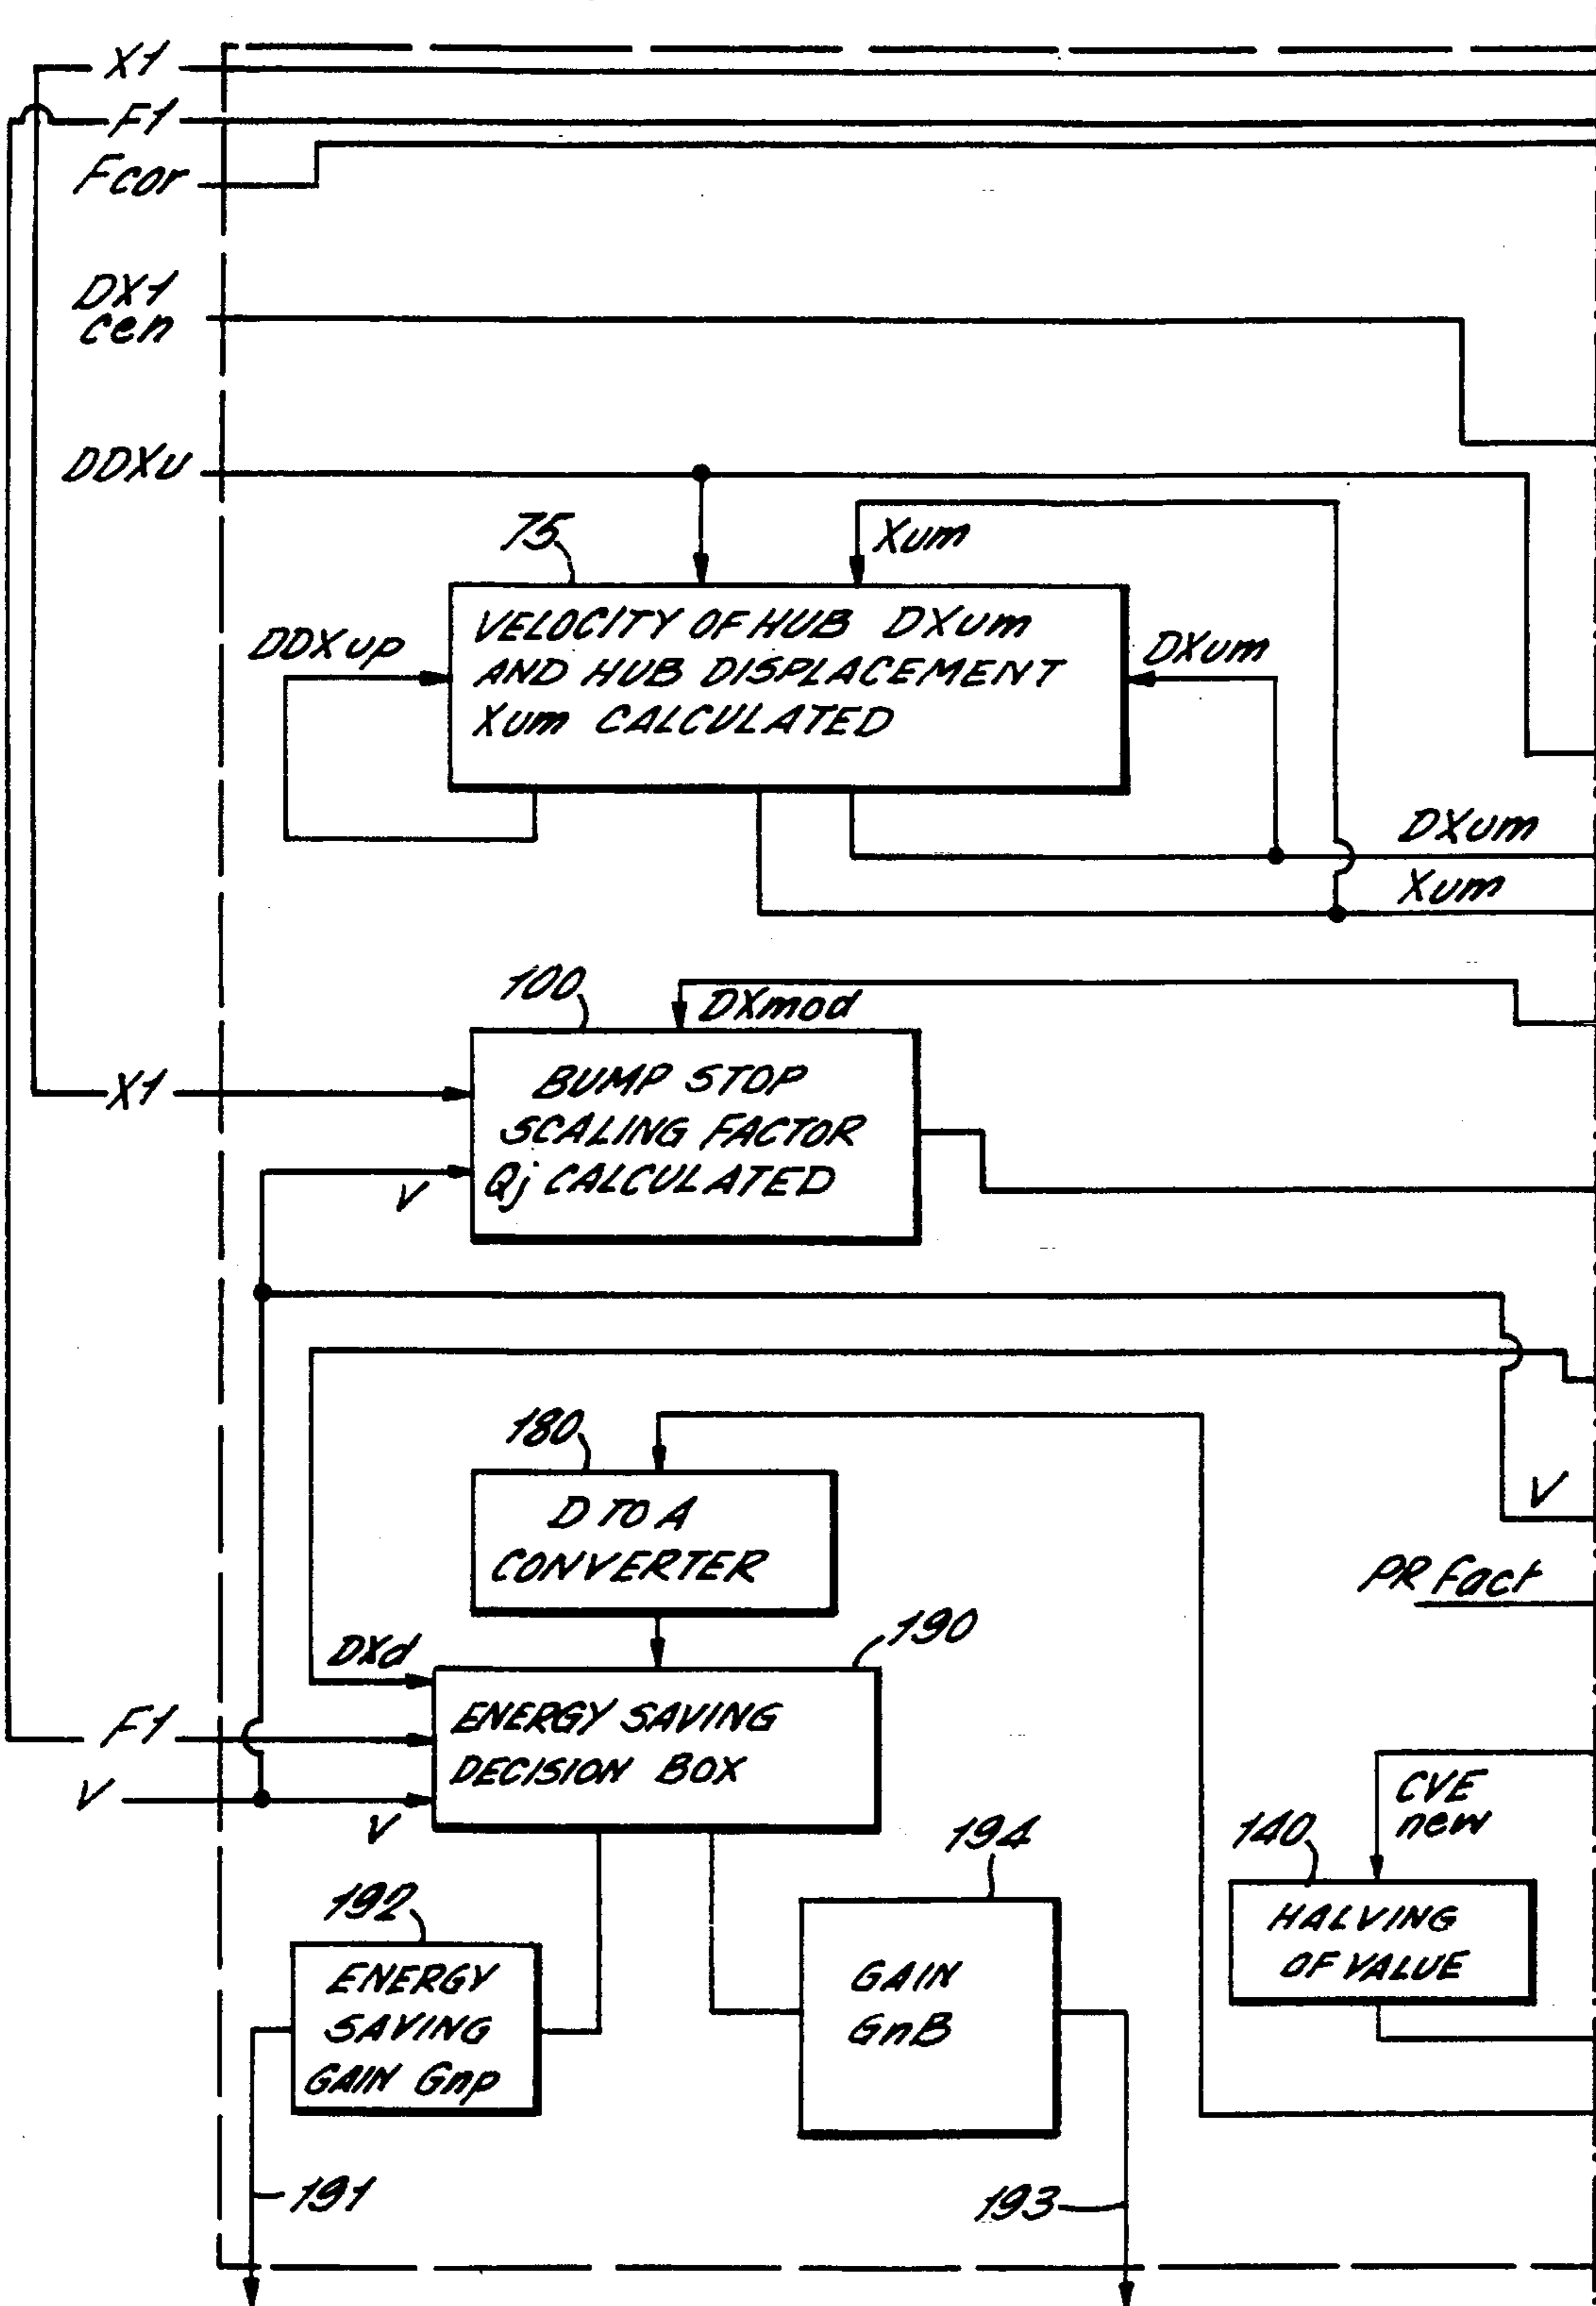 X1
F1
Fcor
DX1
cen
DDXu
75
Xum
VELOCITY OF HUB DXum
AND HUB DISPLACEMENT
Xum CALCULATED
DDXup
DXum
DXum
Xum
100
DXmod
X1
BUMP STOP
SCALING FACTOR
Qj CALCULATED
V
180
D TO A
CONVERTER
V
PR fact
190
DXd
F1
ENERGY SAVING
DECISION BOX
V
V
CVE
new
140
HALVING
OF VALUE
194
GAIN
GnB
192
ENERGY
SAVING
GAIN Gnp
191
193